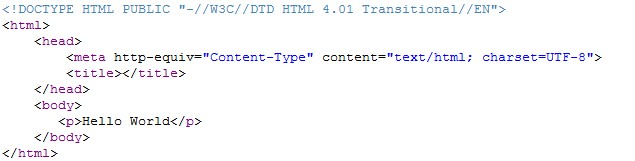 <!DOCTYPE HTML PUBLIC "-//W3C//DTD HTML 4.01 Transitional//EN">
<html>
    <head>
        <meta http-equiv="Content-Type" content="text/html; charset=UTF-8">
        <title></title>
    </head>
    <body>
       <p>Hello World</p>
    </body>
</html>